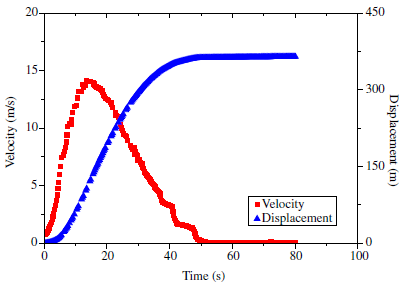 20
15
10
5
0
Velocity (m/s)
450
300
150
0
Displacement (m)
Velocity
Displacement
0 20 40 60 80 100
Time (s)